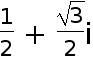 1/2 + √3/2 i